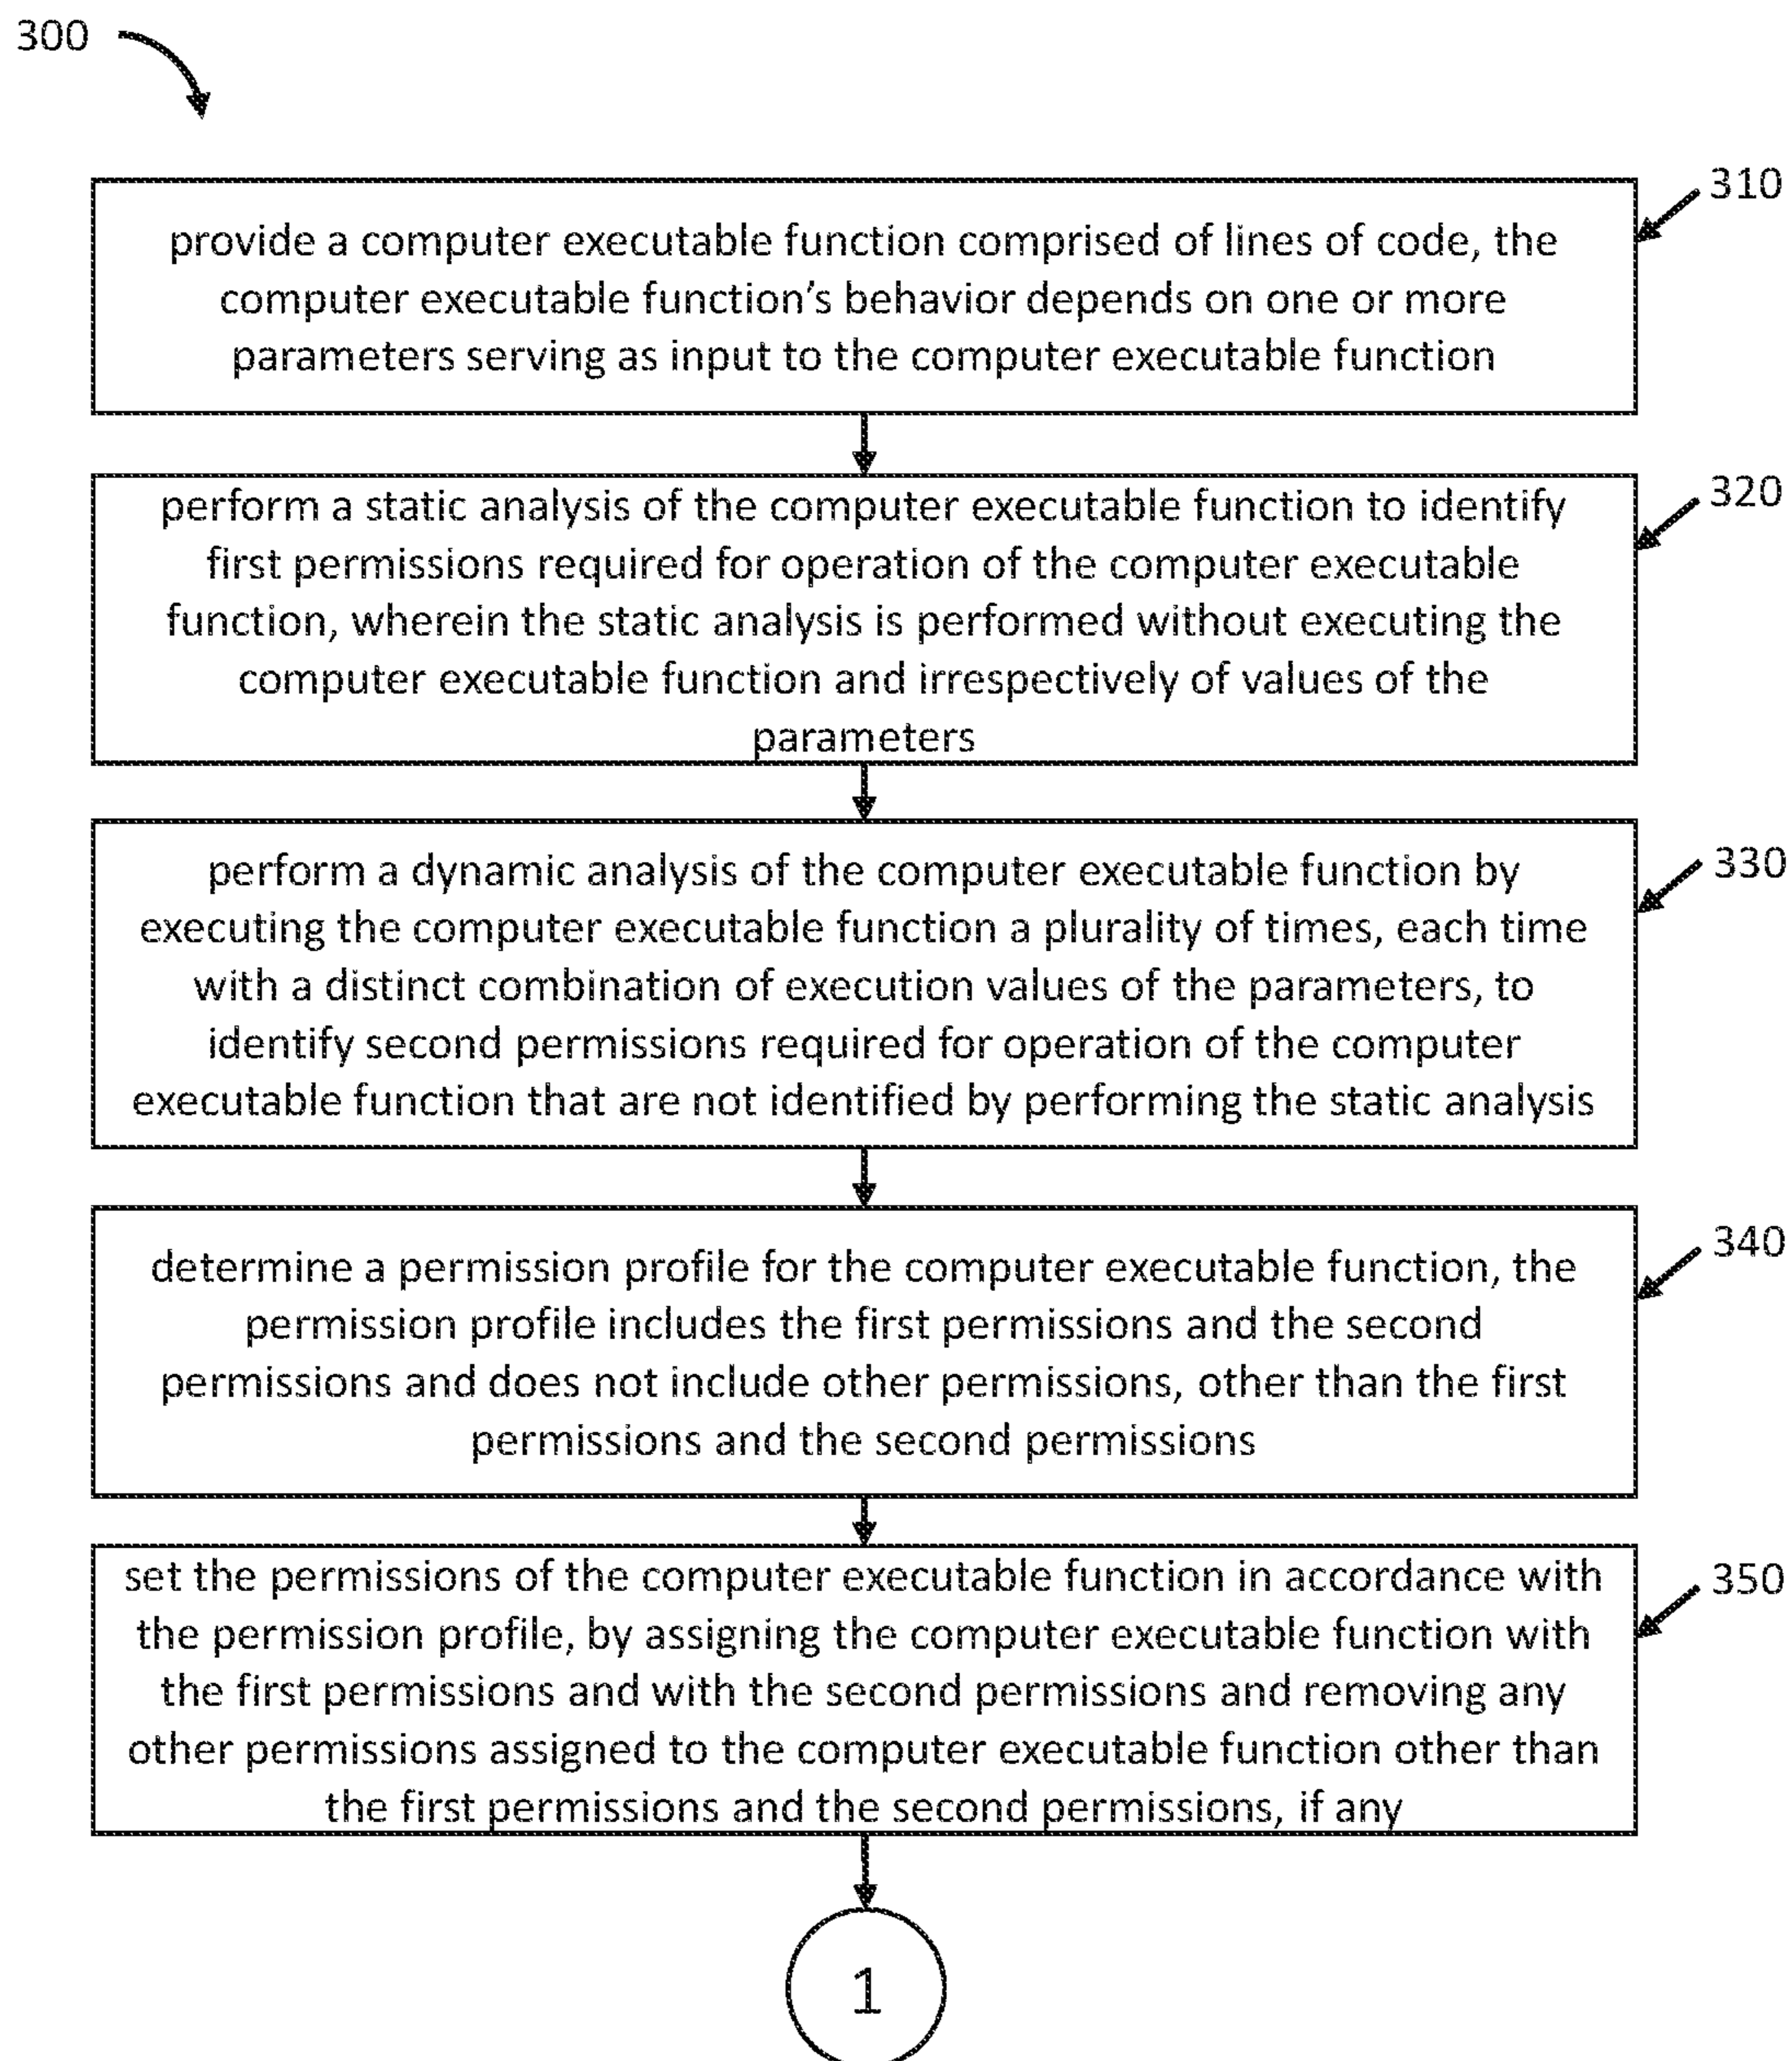 300
310
provide a computer executable function comprised of lines of code, the
computer executable function's behavior depends on one or more
parameters serving as input to the computer executable function
320
perform a static analysis of the computer executable function to identify
first permissions required for operation of the computer executable
function, wherein the static analysis is performed without executing the
computer executable function and irrespectively of values of the
parameters
330
perform a dynamic analysis of the computer executable function by
executing the computer executable function a plurality of times, each time
with a distinct combination of execution values of the parameters, to
identify second permissions required for operation of the computer
executable function that are not identified by performing the static analysis
340
determine a permission profile for the computer executable function, the
permission profile includes the first permissions and the second
permissions and does not include other permissions, other than the first
permissions and the second permissions
350
set the permissions of the computer executable function in accordance with
the permission profile, by assigning the computer executable function with
the first permissions and with the second permissions and removing any
other permissions assigned to the computer executable function other than
the first permissions and the second permissions, if any
1